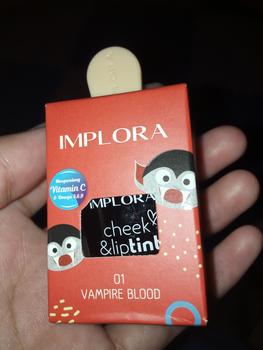 IMPLORA
Mengandung
Vitamin C
& Omega 3,6,9
IMPLORA
cheek
&liptint
01
VAMPIRE BLOOD